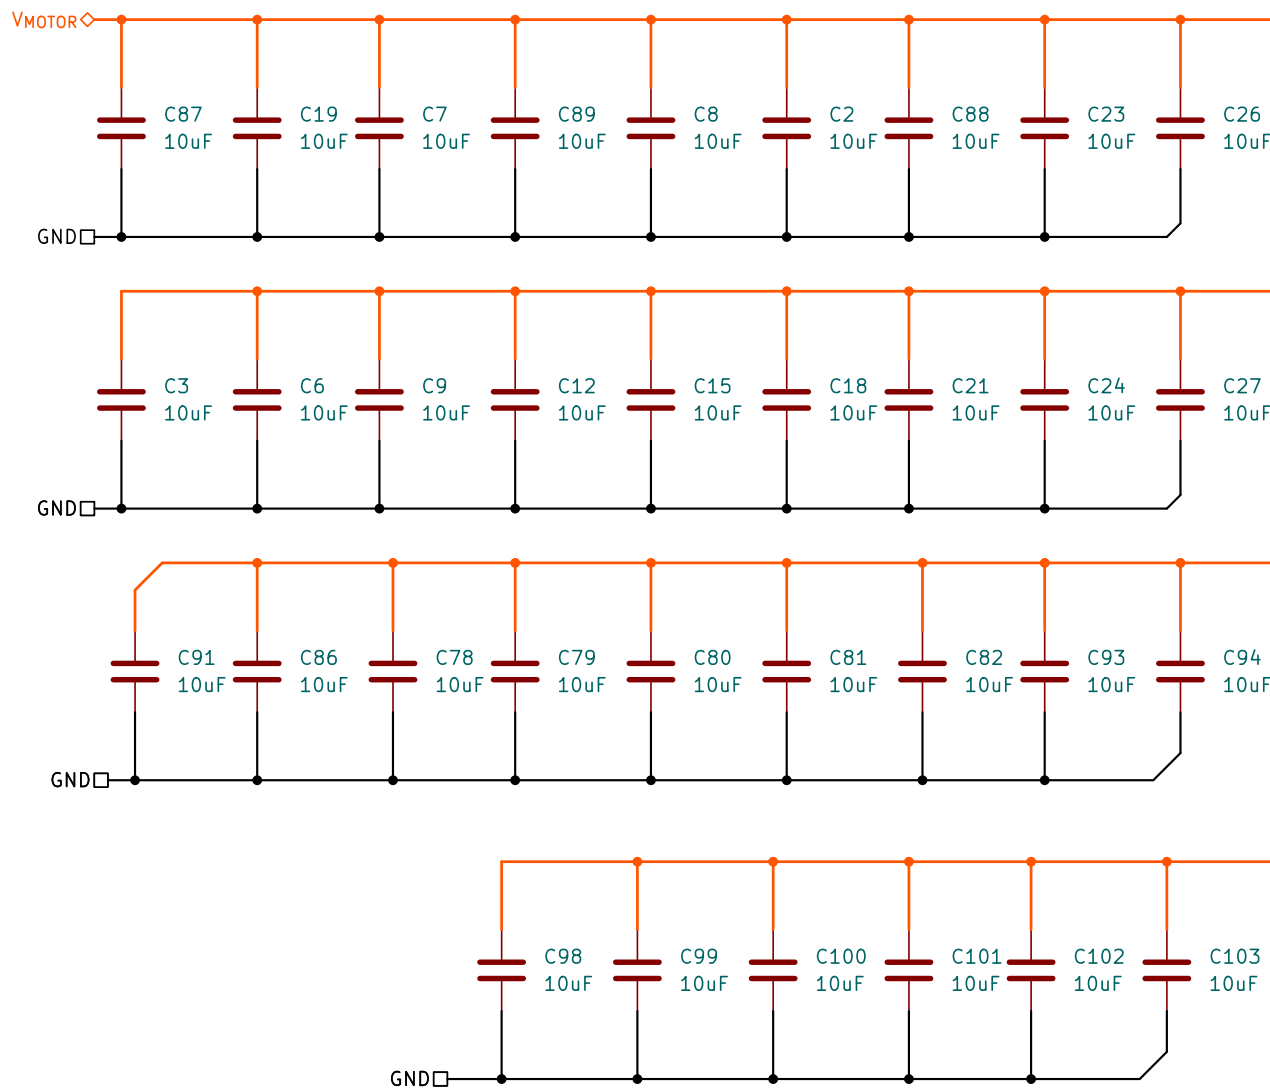 VMOTOR
C87 C19 C7 C89 C8 C2 C88 C23 C26
10uF 10uF 10uF 10uF 10uF 10uF 10uF 10uF 10uF
GND
C3 C6 C9 C12 C15 C18 C21 C24 C27
10uF 10uF 10uF 10uF 10uF 10uF 10uF 10uF 10uF
GND
C91 C86 C78 C79 C80 C81 C82 C93 C94
10uF 10uF 10uF 10uF 10uF 10uF 10uF 10uF 10uF
GND
C98 C99 C100 C101 C102 C103
10uF 10uF 10uF 10uF 10uF 10uF
GND